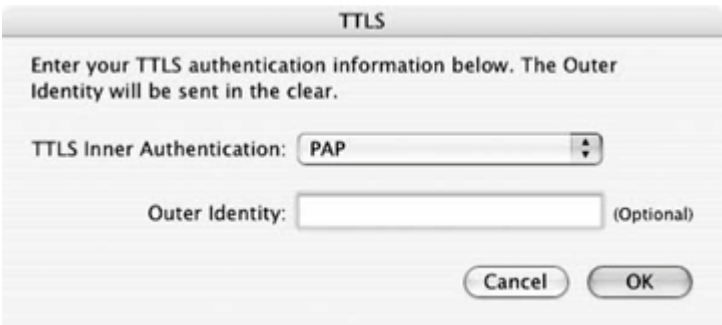 TTLS
Enter your TTLS authentication information below. The Outer
Identity will be sent in the clear.
TTLS Inner Authentication: PAP
Outer Identity: (Optional)
Cancel OK